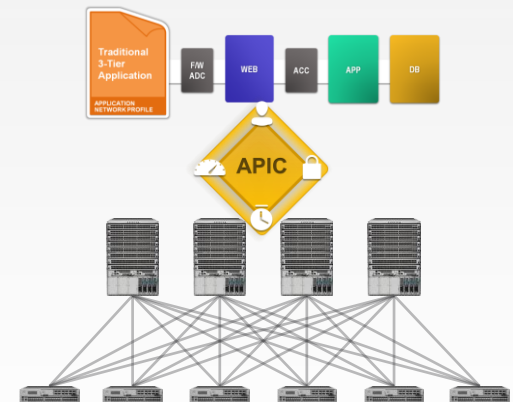 Traditional
3-Tier
Application
APPLICATION
NETWORK PROFILE
F/W
ADC
WEB
ACC
APP
DB
APIC